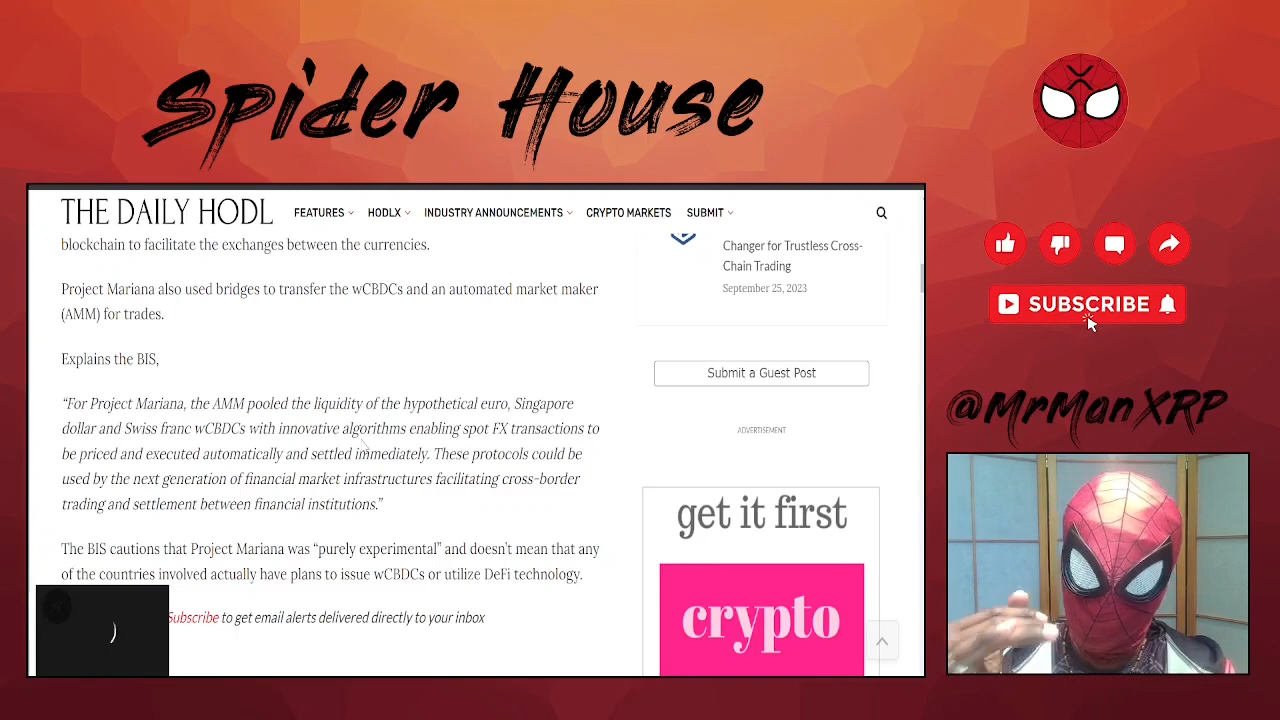 Spider House
THE DAILY HODL
FEATURES
HODLX
INDUSTRY ANNOUNCEMENTS
CRYPTO MARKETS
SUBMIT
blockchain to facilitate the exchanges between the currencies.
Project Mariana also used bridges to transfer the wCBDCs and an automated market maker
(AMM) for trades.
Explains the BIS,
“For Project Mariana, the AMM pooled the liquidity of the hypothetical euro, Singapore
dollar and Swiss franc wCBDCs with innovative algorithms enabling spot FX transactions to
be priced and executed automatically and settled immediately. These protocols could be
used by the next generation of financial market infrastructures facilitating cross-border
trading and settlement between financial institutions.”
The BIS cautions that Project Mariana was “purely experimental” and doesn’t mean that any
of the countries involved actually have plans to issue wCBDCs or utilize DeFi technology.
Subscribe to get email alerts delivered directly to your inbox
Changer for Trustless Cross-
Chain Trading
September 25, 2023
Submit a Guest Post
ADVERTISEMENT
get it first
crypto
SUBSCRIBE
@MrManXRP